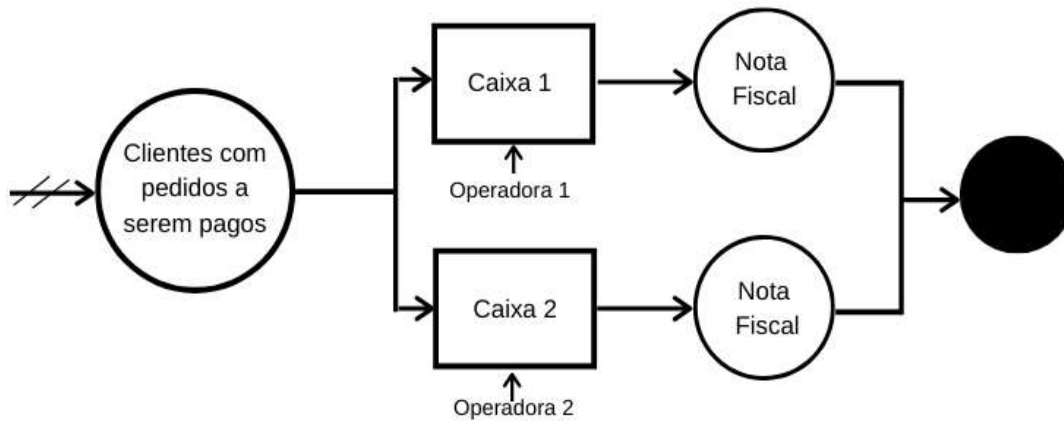 Clientes com
pedidos a
serem pagos
Caixa 1
Operadora 1
Nota
Fiscal
Caixa 2
Operadora 2
Nota
Fiscal